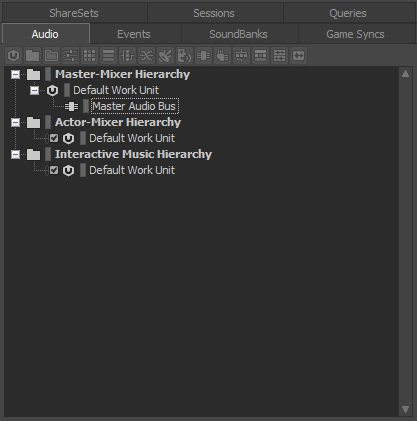 ShareSets Sessions Queries
Audio Events SoundBanks Game Syncs
Master-Mixer Hierarchy
Default Work Unit
Master Audio Bus
Actor-Mixer Hierarchy
Default Work Unit
Interactive Music Hierarchy
Default Work Unit